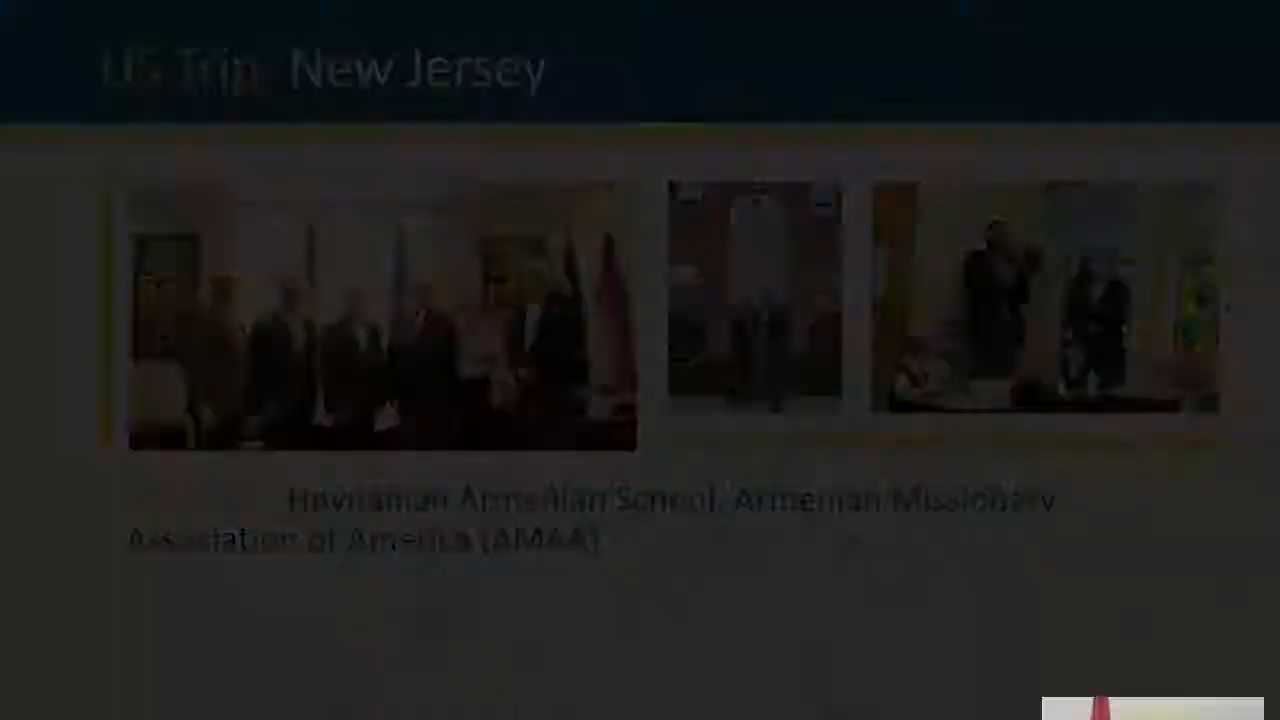 US Trip New Jersey
Hovnanian Armenian School, Armenian Missionary
Association of America (AMAA)